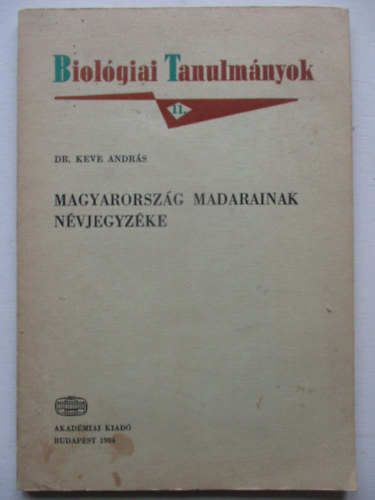 Biológiai Tanulmányok
11.
DR. KEVE ANDRÁS
MAGYARORSZÁG MADARAINAK
NÉVJEGYZÉKE
AKADÉMIAI KIADÓ
BUDAPEST 1984